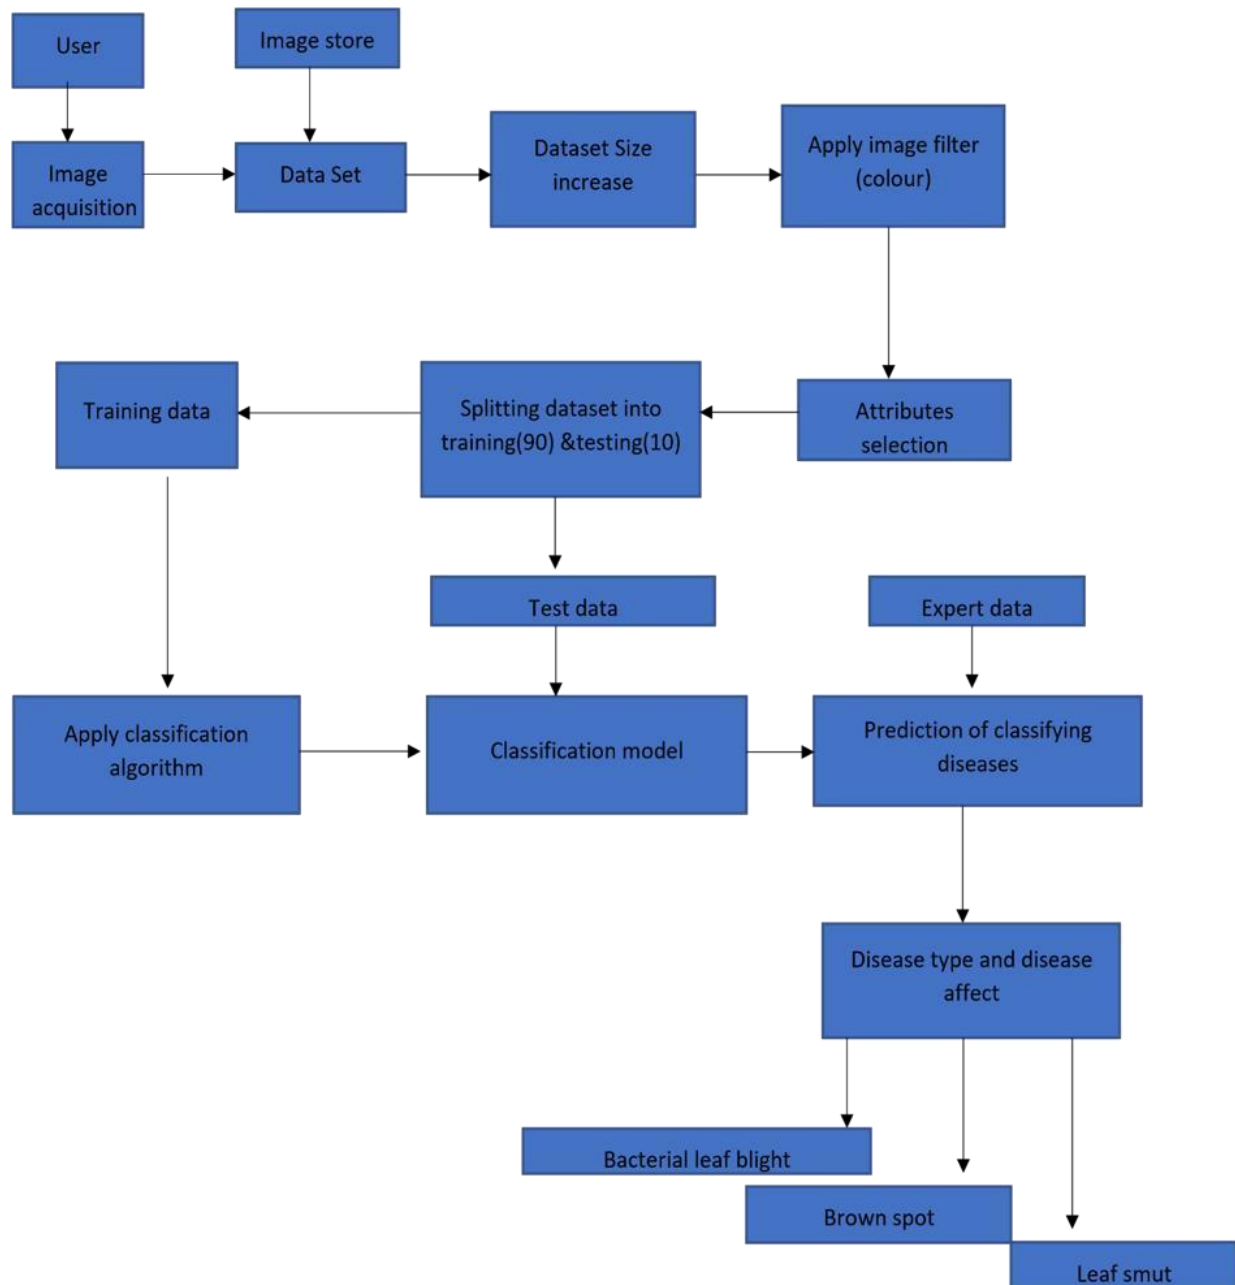 User
Image store
Image
acquisition
Data Set
Dataset Size
increase
Apply image filter
(colour)
Training data
Splitting dataset into
training(90) &testing(10)
Attributes
selection
Test data
Expert data
Apply classification
algorithm
Classification model
Prediction of classifying
diseases
Disease type and disease
affect
Bacterial leaf blight
Brown spot
Leaf smut